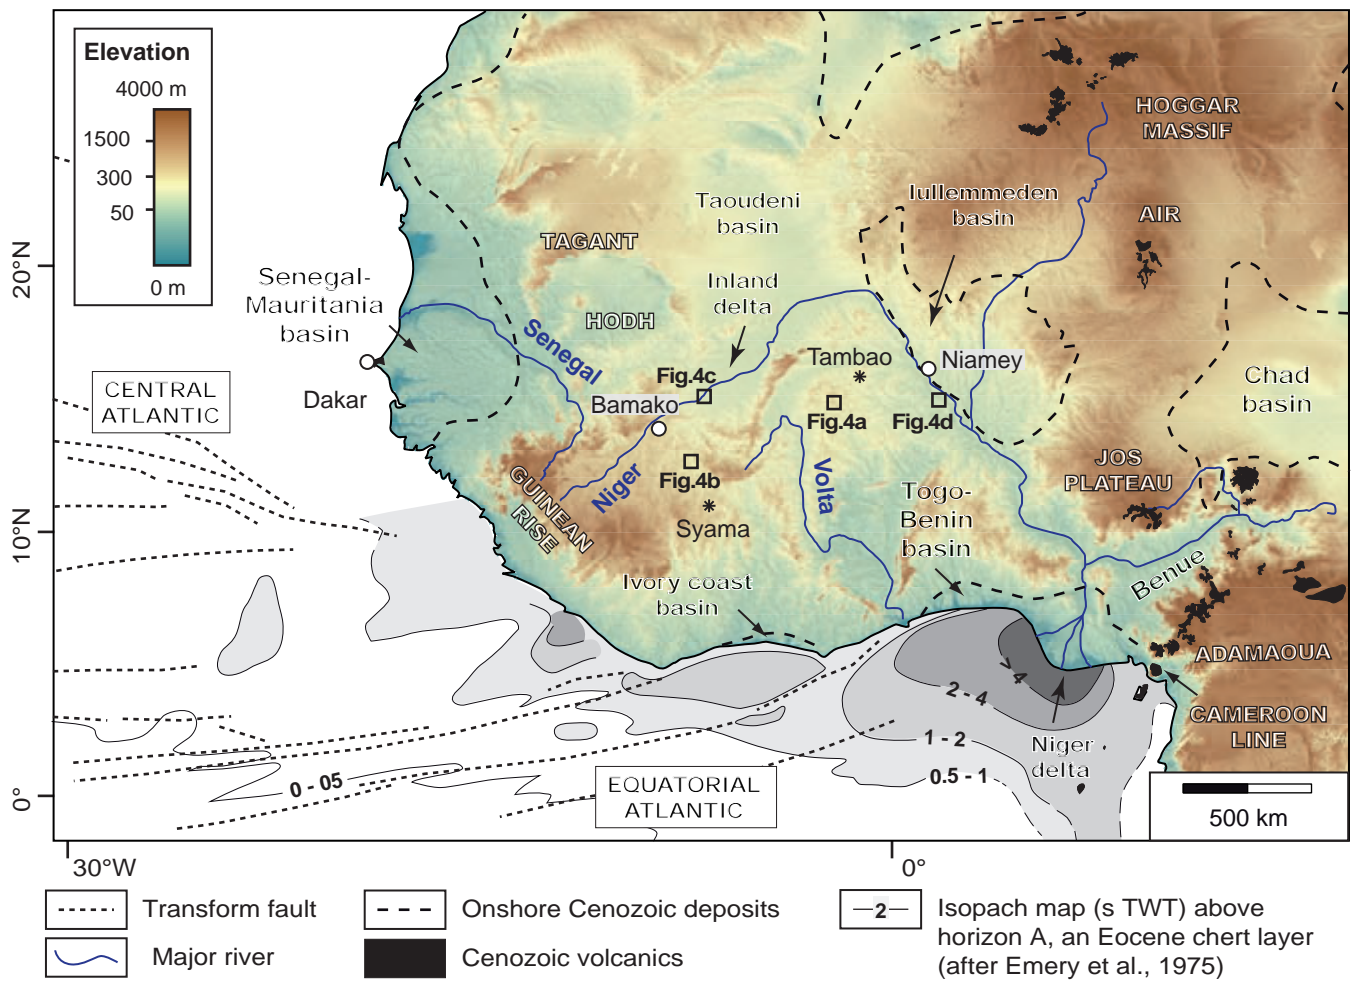 Elevation
4000 m
1500
300
50
0 m
HOGGAR
MASSIF
AIR
Taoudeni
basin
Iullemmeden
basin
TAGANT
20°N
Senegal-
Mauritania
basin
Inland
delta
HODH
Senegal
Tambao
Niamey
Fig.4c
Chad
basin
CENTRAL
ATLANTIC
Dakar
Bamako
Fig.4a
Fig.4d
JOS
PLATEAU
GUINEAN
RISE
Niger
Fig.4b
Volta
Togo-
Benin
basin
Syama
10°N
Ivory coast
basin
Benue
ADAMAOUA
> 4
2 - 4
CAMEROON
LINE
1 - 2
Niger
delta
0.5 - 1
0 - 05
0°
EQUATORIAL
ATLANTIC
500 km
30°W
0°
Transform fault
Onshore Cenozoic deposits
2
Isopach map (s TWT) above
horizon A, an Eocene chert layer
(after Emery et al., 1975)
Major river
Cenozoic volcanics